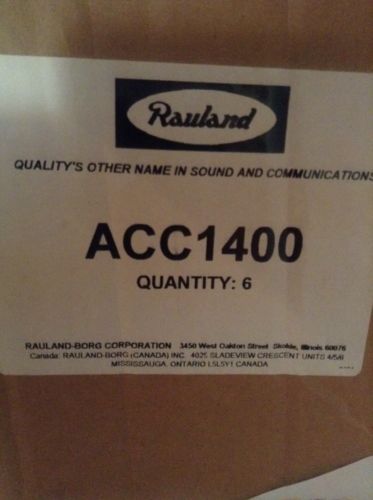 Rauland
QUALITY'S OTHER NAME IN SOUND AND COMMUNICATIONS
ACC1400
QUANTITY: 6
RAULAND-BORG CORPORATION 3450 West Oakton Street Skokie, Illinois 60076
Canada: RAULAND-BORG (CANADA) INC. 4025 SLADEVIEW CRESCENT UNITS 4/5/6
MISSISSAUGA, ONTARIO L5L5Y1 CANADA